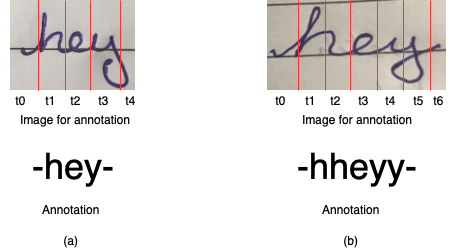 hey hey
t0 t1 t2 t3 t4 t0 t1 t2 t3 t4 t5 t6
Image for annotation Image for annotation
-hey- -hheyy-
Annotation Annotation
(a) (b)